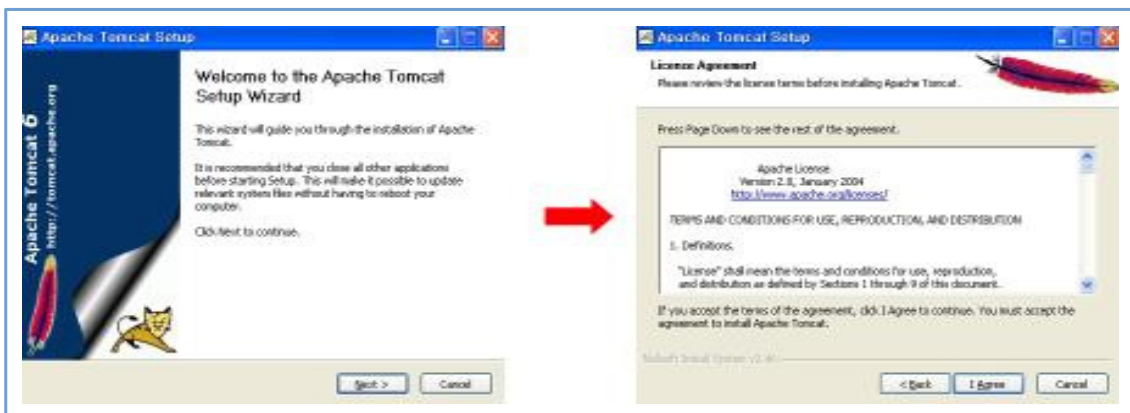 Apache Tomcat Setup
Apache Tomcat 6
http://tomcat.apache.org
Welcome to the Apache Tomcat
Setup Wizard
This wizard will guide you through the installation of Apache
Tomcat.
It is recommended that you close all other applications
before starting Setup. This will make it possible to update
relevant system files without having to reboot your
computer.
Click Next to continue.
Next >
Cancel
Apache Tomcat Setup
License Agreement
Please review the license terms before installing Apache Tomcat.
Press Page Down to see the rest of the agreement.
Apache License
Version 2.0, January 2004
http://www.apache.org/licenses/
TERMS AND CONDITIONS FOR USE, REPRODUCTION, AND DISTRIBUTION
1. Definitions.
"License" shall mean the terms and conditions for use, reproduction,
and distribution as defined by Sections 1 through 9 of this document.
If you accept the terms of the agreement, click I Agree to continue. You must accept the
agreement to install Apache Tomcat.
Nullsoft Install System
< Back
I Agree
Cancel